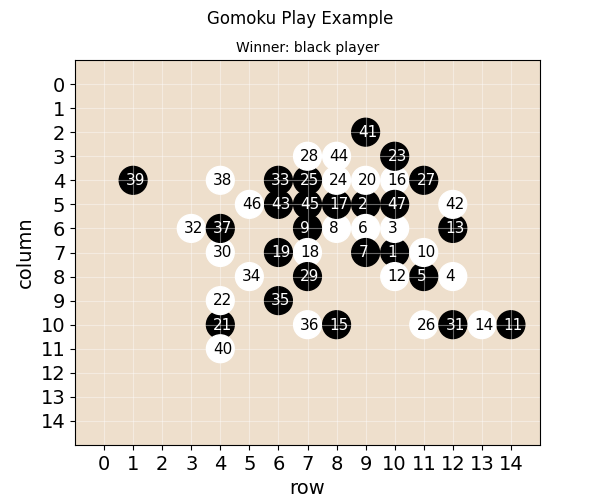 Gomoku Play Example
Winner: black player
0
1
2 41
3 28 44 23
4 39 38 33 25 24 20 16 27
5 46 43 45 17 2 47 42
6 32 37 9 8 6 3 13
7 30 19 18 7 1 10
8 34 29 12 5 4
9 22 35
10 21 36 15 26 31 14 11
11 40
12
13
14
column
0 1 2 3 4 5 6 7 8 9 10 11 12 13 14
row